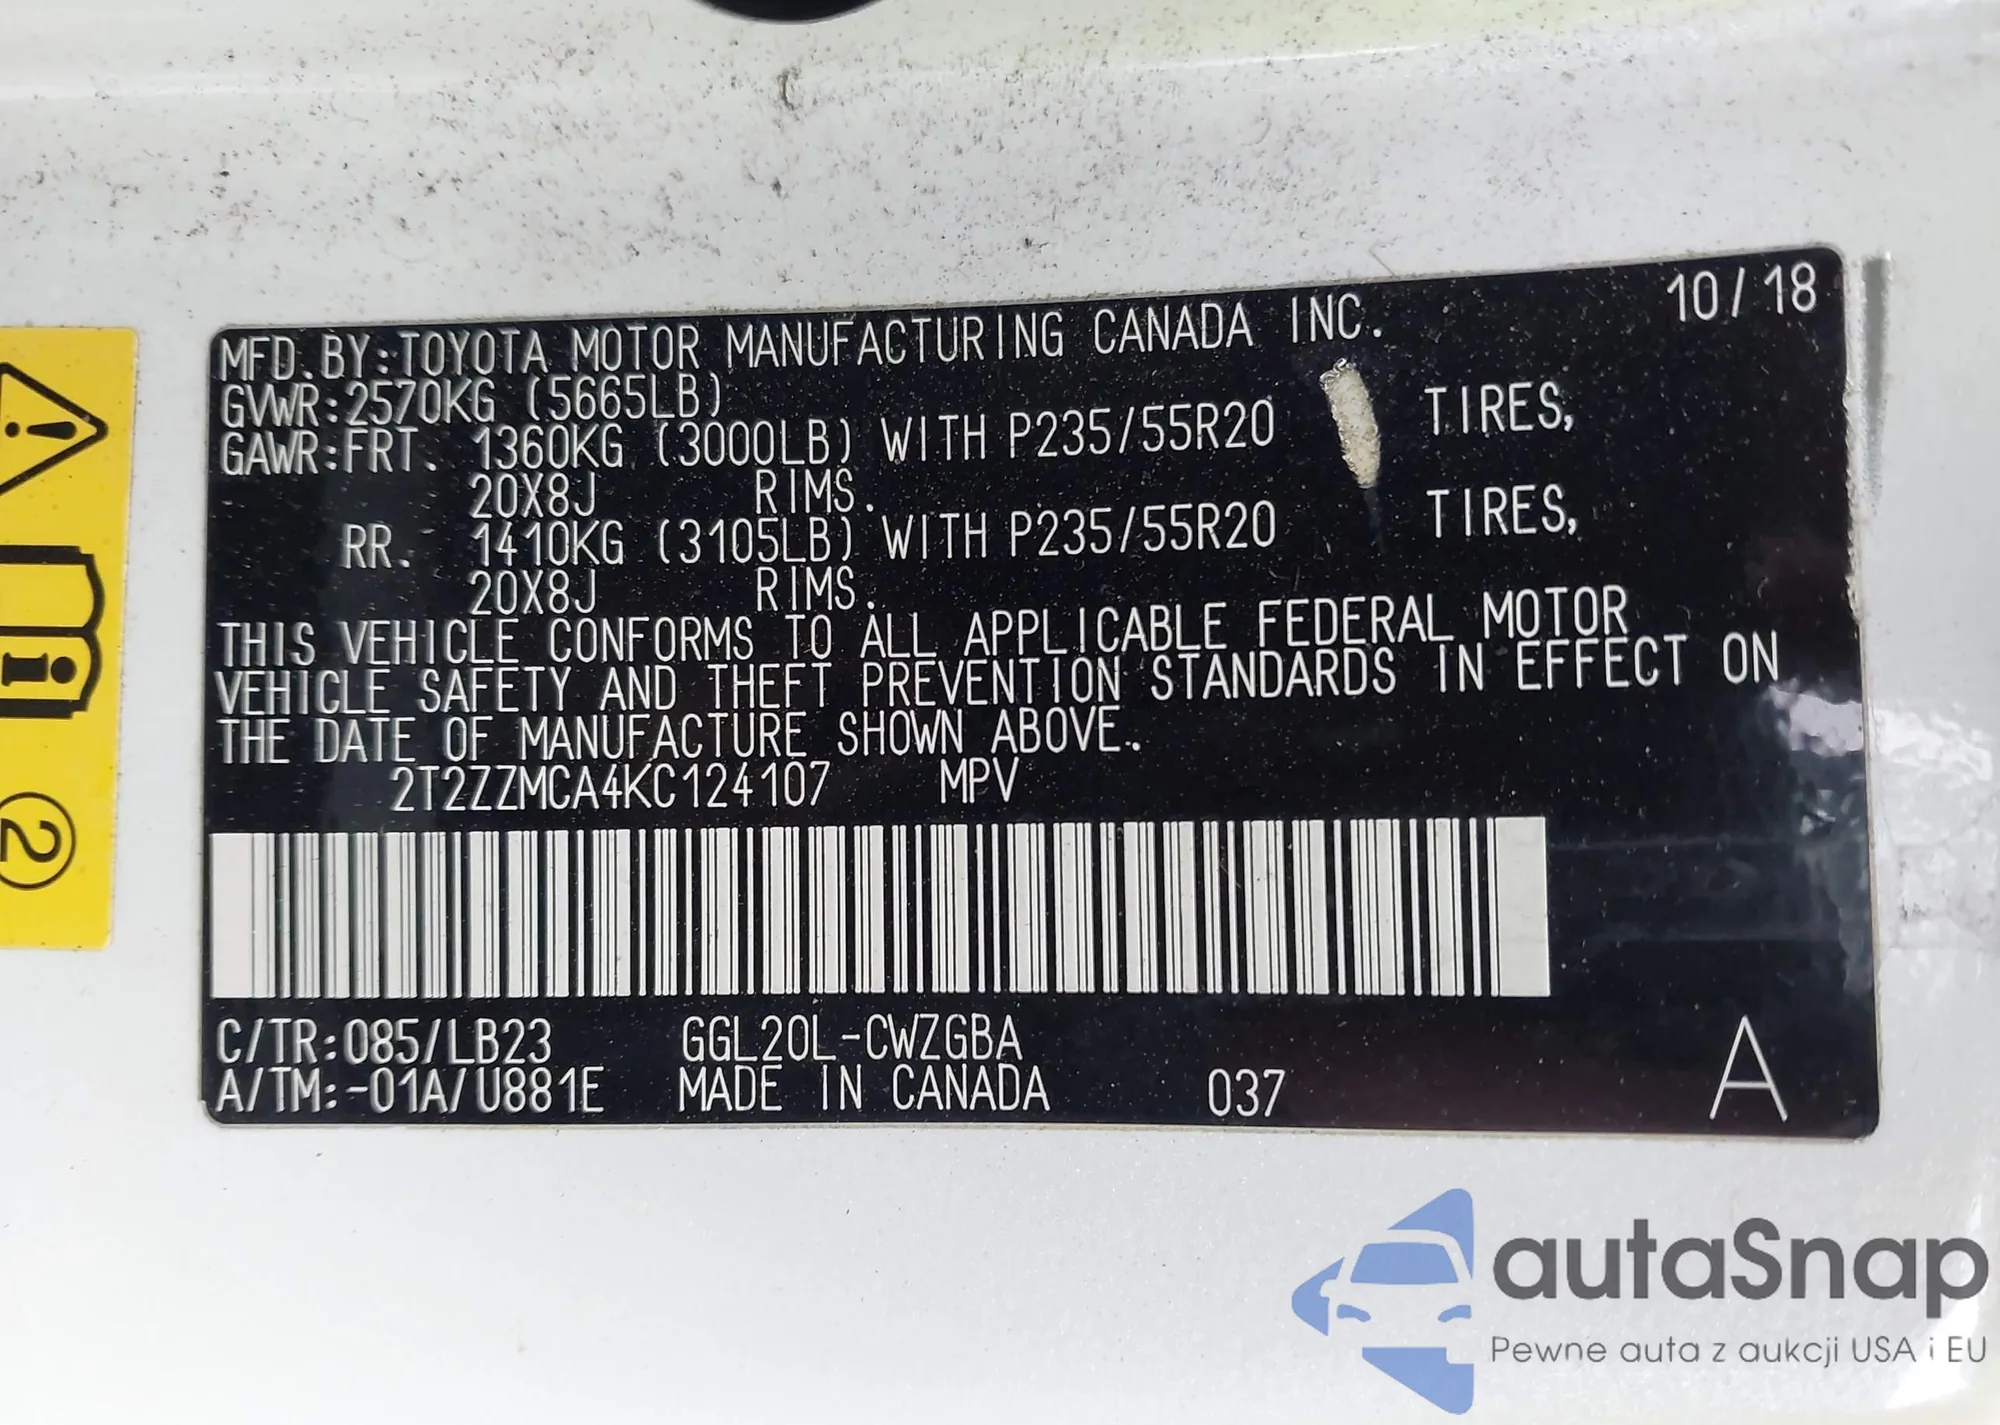 10/18
MFD.BY:TOYOTA MOTOR MANUFACTURING CANADA INC.
GVWR:2570KG (5665LB)
GAWR:FRT. 1360KG (3000LB) WITH P235/55R20 TIRES,
20X8J RIMS.
RR. 1410KG (3105LB) WITH P235/55R20 TIRES,
20X8J RIMS.
THIS VEHICLE CONFORMS TO ALL APPLICABLE FEDERAL MOTOR
VEHICLE SAFETY AND THEFT PREVENTION STANDARDS IN EFFECT ON
THE DATE OF MANUFACTURE SHOWN ABOVE.
2T2ZZMCA4KC124107 MPV
C/TR:085/LB23 GGL20L-CWZGBA
A/TM:-01A/U881E MADE IN CANADA 037 A
2
autaSnap
Pewne auta z aukcji USA i EU